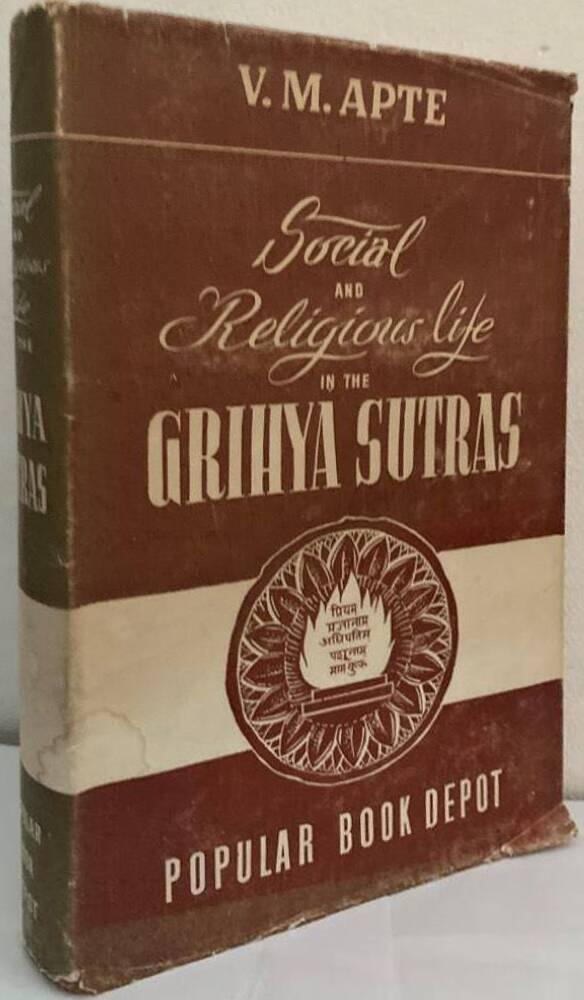 V. M. APTE
Social
AND
Religious life
IN THE
GRIHYA SUTRAS
प्रियम्
प्रजानाम्
अधिपतिम्
पशूनाम्
माम् कुरु
POPULAR BOOK DEPOT